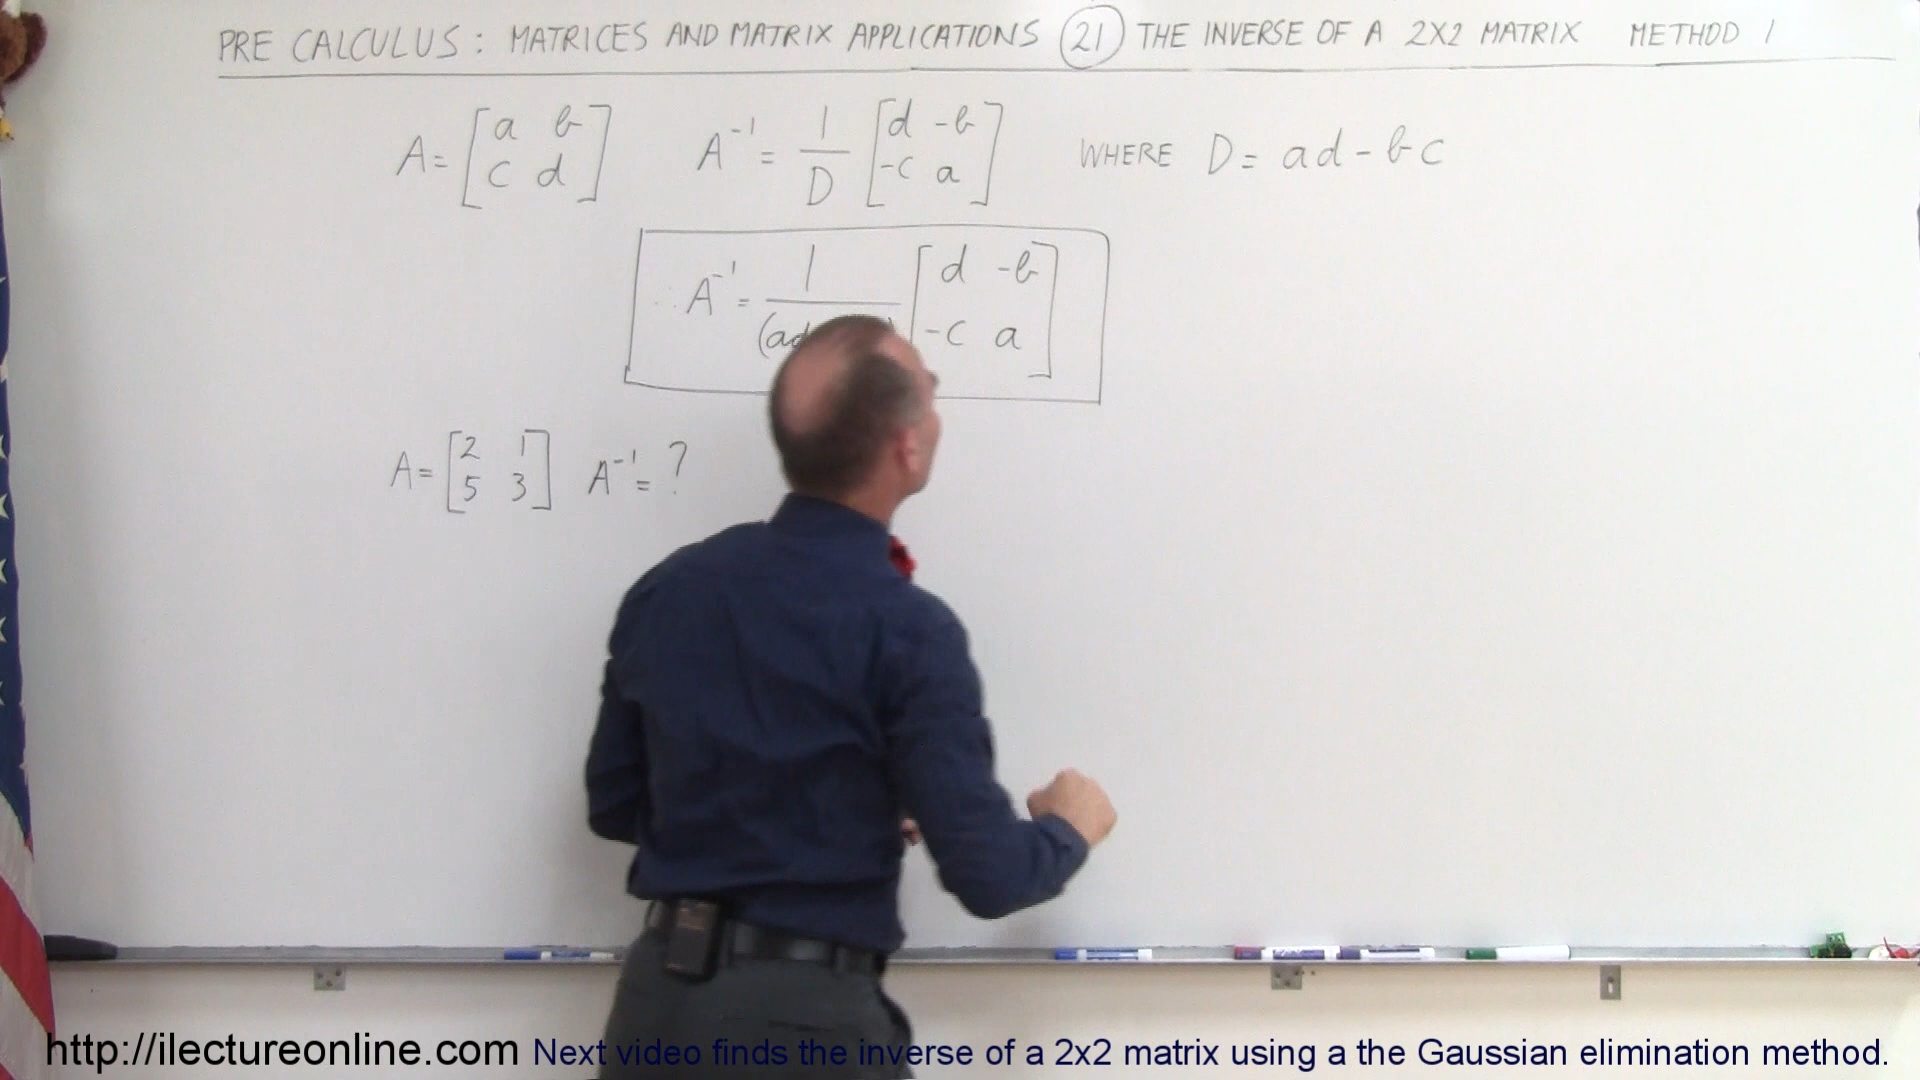 PRE CALCULUS: MATRICES AND MATRIX APPLICATIONS 21 THE INVERSE OF A 2X2 MATRIX METHOD 1
A = [a b; c d] A⁻¹ = 1/D [d -b; -c a] WHERE D = ad - bc
∴ A⁻¹ = 1/(ad [d -b; -c a]
A = [2 1; 5 3] A⁻¹ = ?
http://ilectureonline.com Next video finds the inverse of a 2x2 matrix using a the Gaussian elimination method.